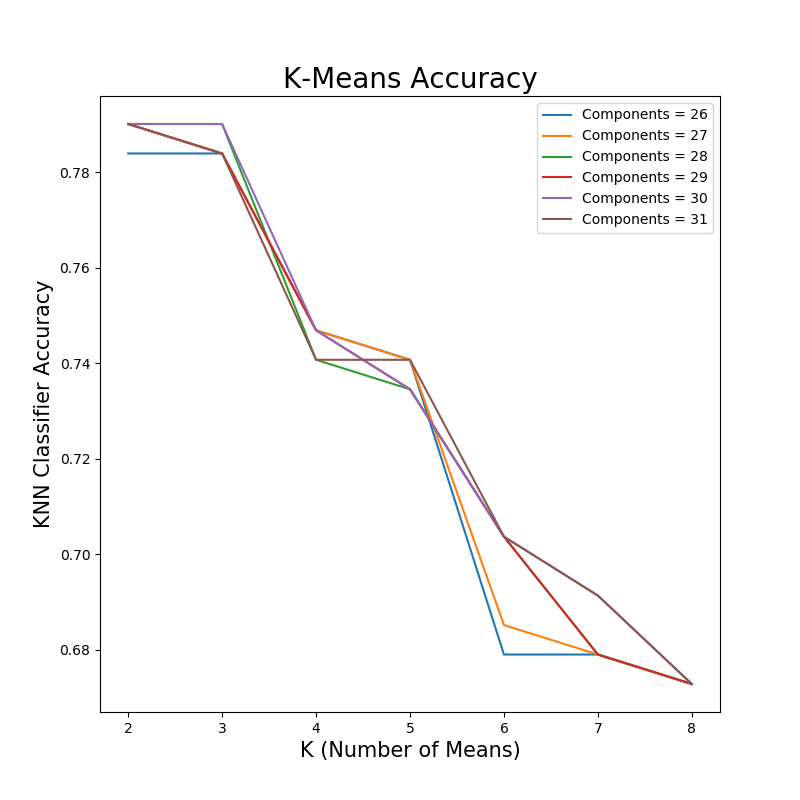 K-Means Accuracy
Components = 26
Components = 27
Components = 28
Components = 29
Components = 30
Components = 31
KNN Classifier Accuracy
0.78
0.76
0.74
0.72
0.70
0.68
2 3 4 5 6 7 8
K (Number of Means)